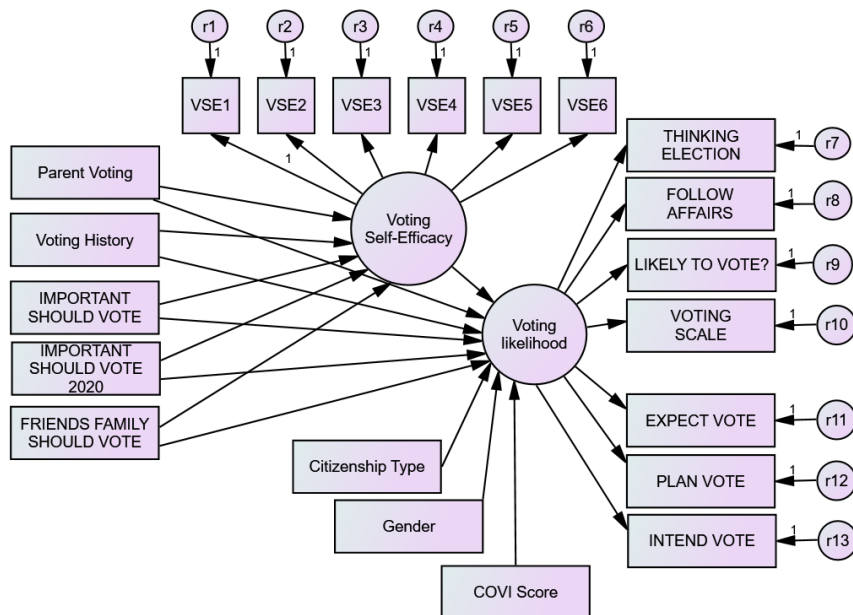 r1
r2
r3
r4
r5
r6
1
1
1
1
1
1
VSE1
VSE2
VSE3
VSE4
VSE5
VSE6
1
Parent Voting
Voting History
IMPORTANT
SHOULD VOTE
IMPORTANT
SHOULD VOTE
2020
FRIENDS FAMILY
SHOULD VOTE
Voting
Self-Efficacy
Voting
likelihood
Citizenship Type
Gender
COVI Score
THINKING
ELECTION
1
r7
FOLLOW
AFFAIRS
1
r8
LIKELY TO VOTE?
1
r9
VOTING
SCALE
1
r10
EXPECT VOTE
1
r11
PLAN VOTE
1
r12
INTEND VOTE
1
r13